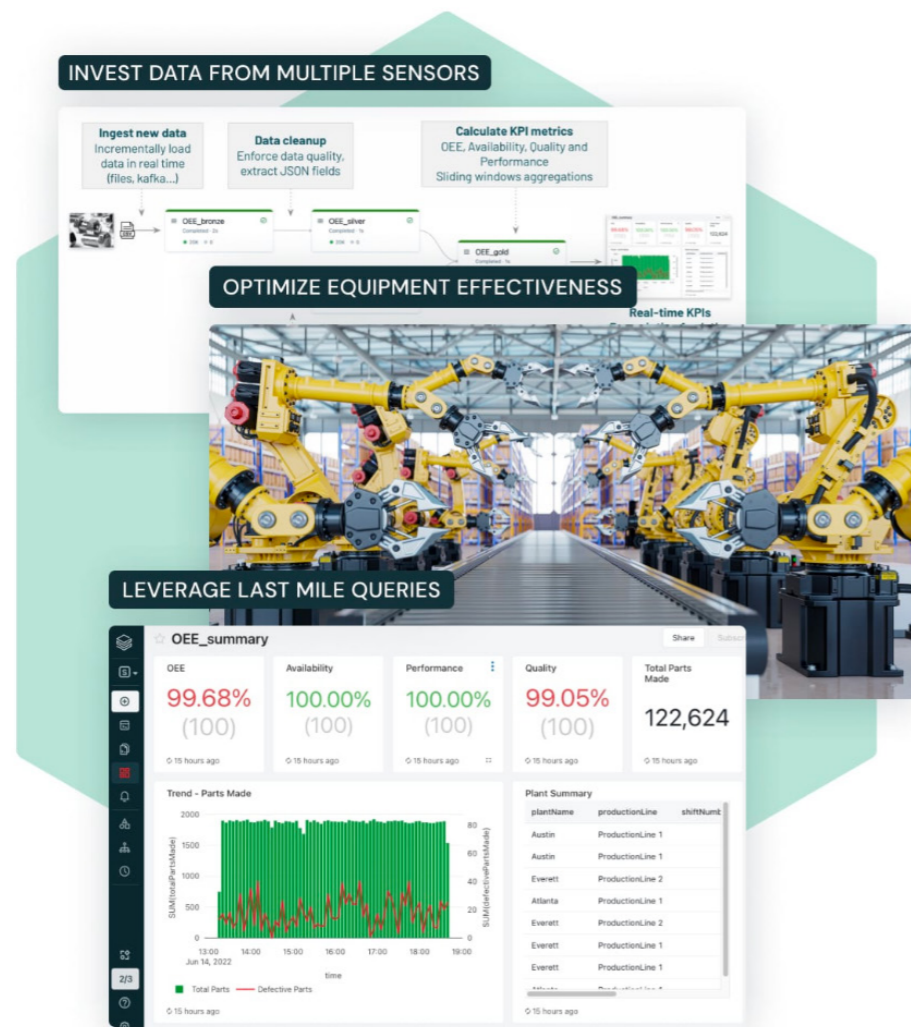 INVEST DATA FROM MULTIPLE SENSORS
Ingest new data
Incrementally load
data in real time
(files, kafka...)
Data cleanup
Enforce data quality,
extract JSON fields
Calculate KPI metrics
OEE, Availability, Quality and
Performance
Sliding windows aggregations
OEE_bronze
Completed · 2s
OEE_silver
Completed · 1s
OEE_gold
Completed · 1s
OPTIMIZE EQUIPMENT EFFECTIVENESS
Real-time KPIs
LEVERAGE LAST MILE QUERIES
OEE_summary
Share
OEE
99.68%
(100)
15 hours ago
Availability
100.00%
(100)
15 hours ago
Performance
100.00%
(100)
15 hours ago
Quality
99.05%
(100)
15 hours ago
Total Parts
Made
122,624
15 hours ago
Trend - Parts Made
SUM(totalPartsMade)
2000
1500
1000
500
0
SUM(defectivePartsMade)
80
60
40
20
0
13:00 14:00 15:00 16:00 17:00 18:00 19:00
Jun 14, 2022
time
Total Parts Defective Parts
15 hours ago
Plant Summary
plantName productionLine shiftNumb
Austin ProductionLine 1
Austin ProductionLine 1
Everett ProductionLine 2
Atlanta ProductionLine 1
Everett ProductionLine 2
Everett ProductionLine 1
Everett ProductionLine 1
15 hours ago
2/3